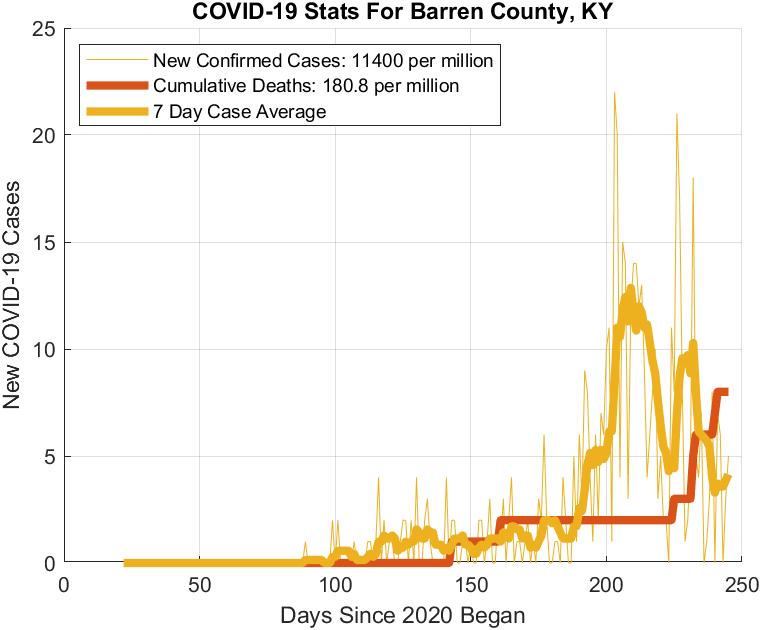 COVID-19 Stats For Barren County, KY
New Confirmed Cases: 11400 per million
Cumulative Deaths: 180.8 per million
7 Day Case Average
25
20
15
10
5
0
New COVID-19 Cases
0 50 100 150 200 250
Days Since 2020 Began